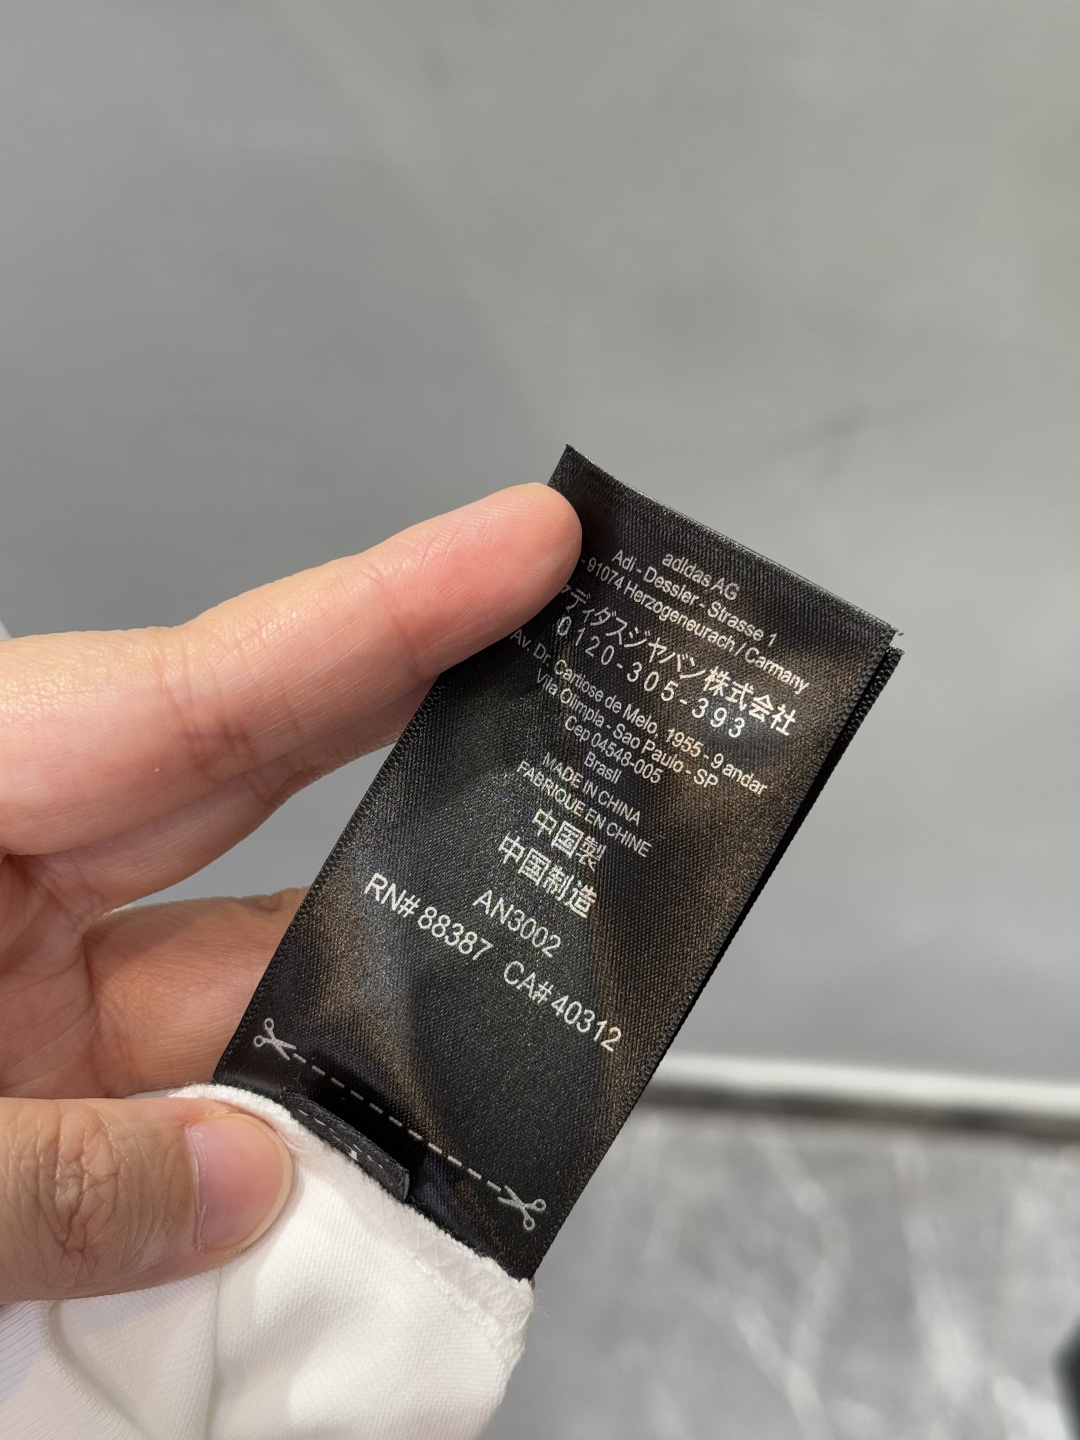 adidas AG
Adi - Dessler - Strasse 1
- 91074 Herzogeneurach / Carmany
ディダスジャパン株式会社
0120-305-393
Av. Dr. Cartiose de Melo, 1955 - 9 andar
Vila Olimpia - Sao Paulo - SP
Cep 04548-005
Brasil
MADE IN CHINA
FABRIQUE EN CHINE
中国製
中国制造
AN3002
RN# 88387 CA# 40312